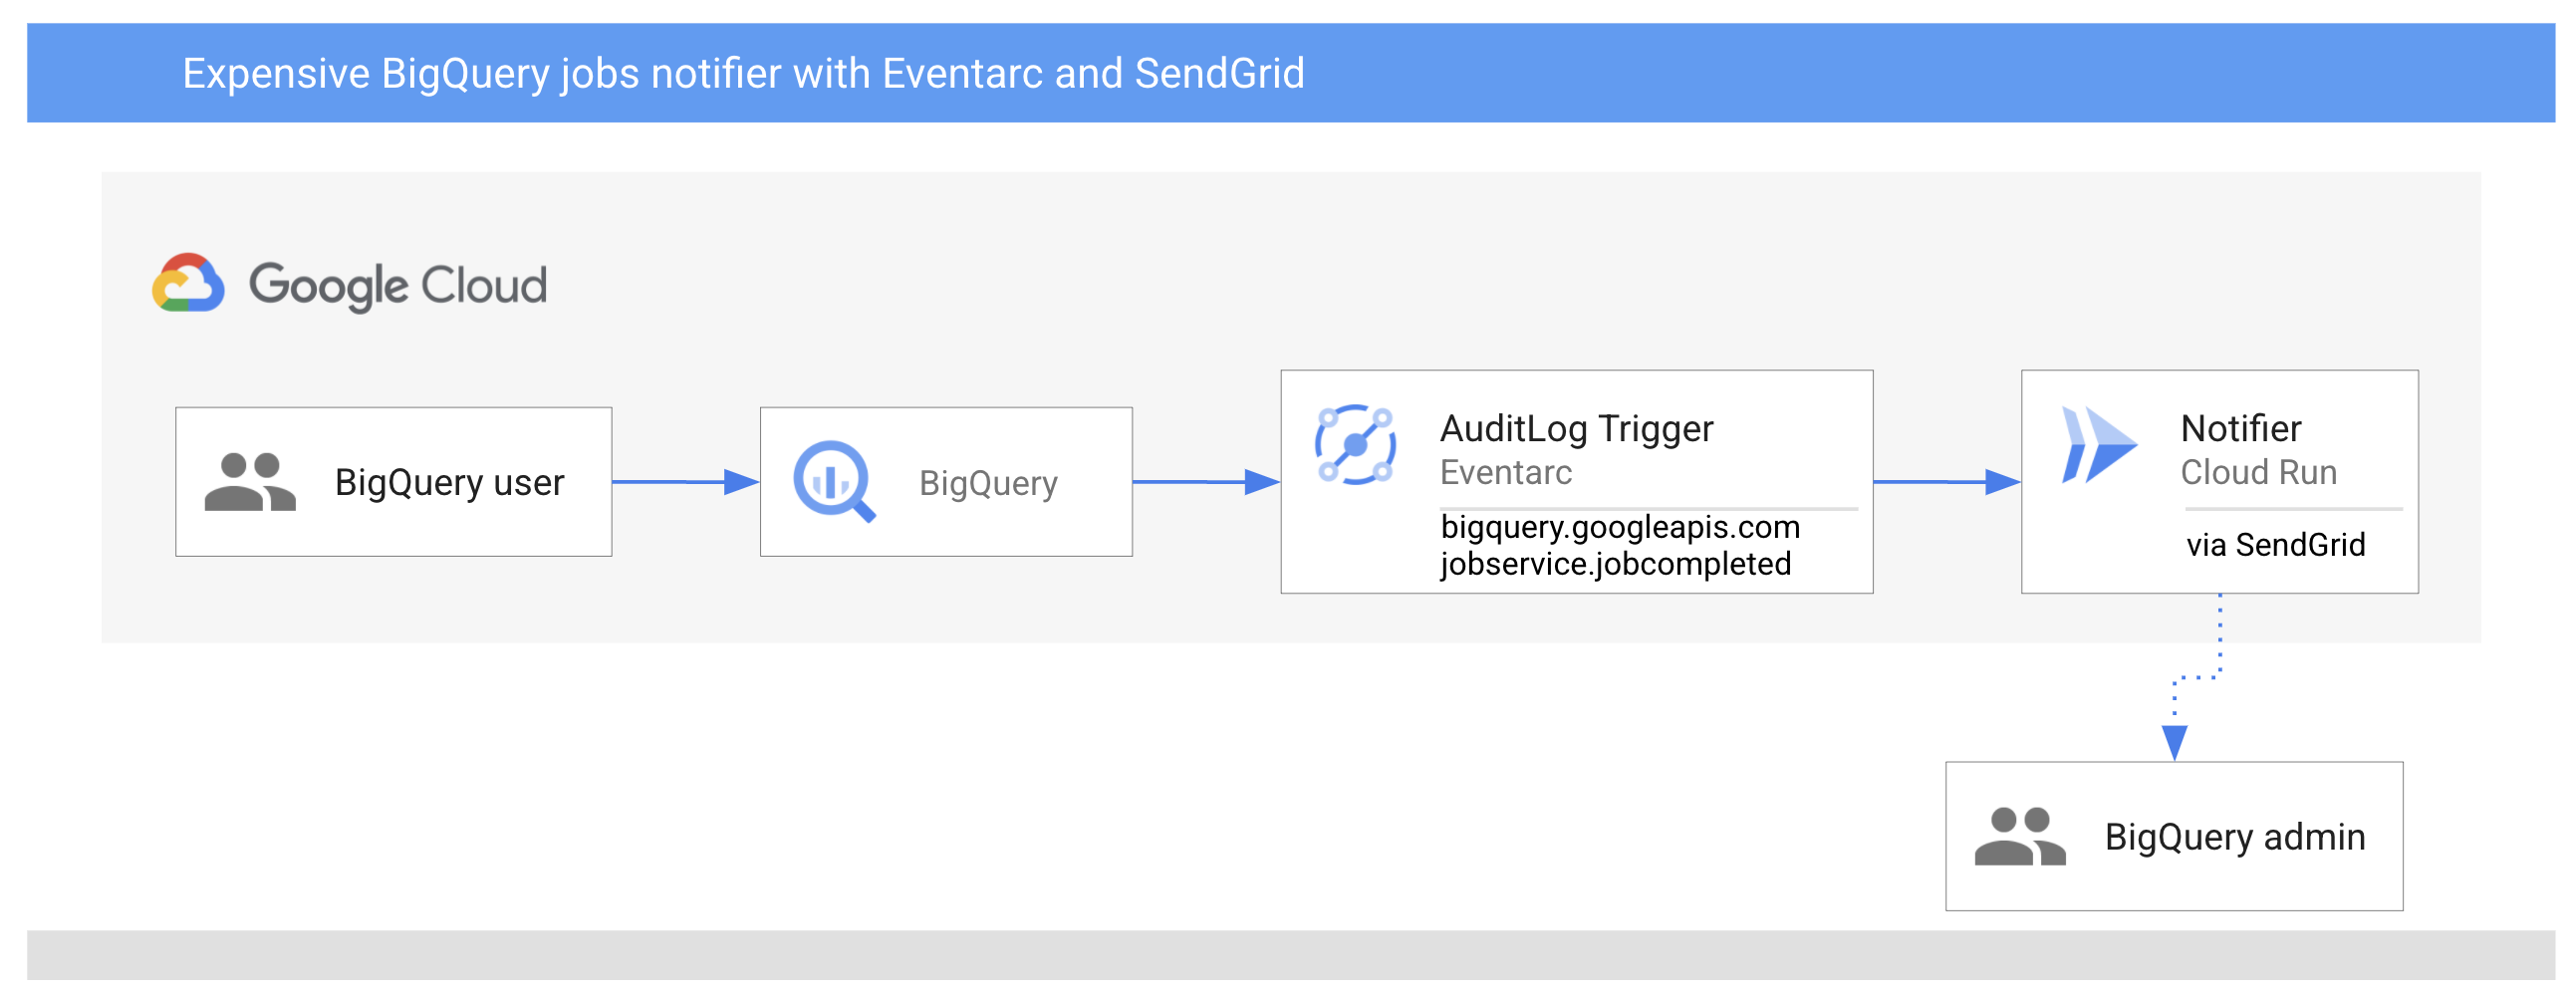 Expensive BigQuery jobs notifier with Eventarc and SendGrid
Google Cloud
BigQuery user
BigQuery
AuditLog Trigger
Eventarc
bigquery.googleapis.com
jobservice.jobcompleted
Notifier
Cloud Run
via SendGrid
BigQuery admin